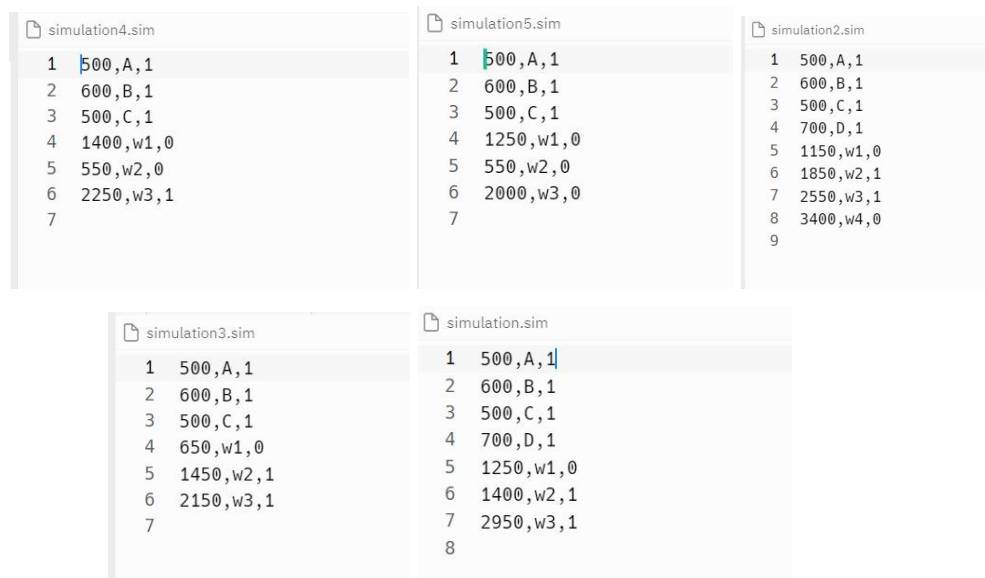 simulation4.sim
1 500,A,1
2 600,B,1
3 500,C,1
4 1400,w1,0
5 550,w2,0
6 2250,w3,1
7
simulation5.sim
1 500,A,1
2 600,B,1
3 500,C,1
4 1250,w1,0
5 550,w2,0
6 2000,w3,0
7
simulation2.sim
1 500,A,1
2 600,B,1
3 500,C,1
4 700,D,1
5 1150,w1,0
6 1850,w2,1
7 2550,w3,1
8 3400,w4,0
9
simulation3.sim
1 500,A,1
2 600,B,1
3 500,C,1
4 650,w1,0
5 1450,w2,1
6 2150,w3,1
7
simulation.sim
1 500,A,1
2 600,B,1
3 500,C,1
4 700,D,1
5 1250,w1,0
6 1400,w2,1
7 2950,w3,1
8